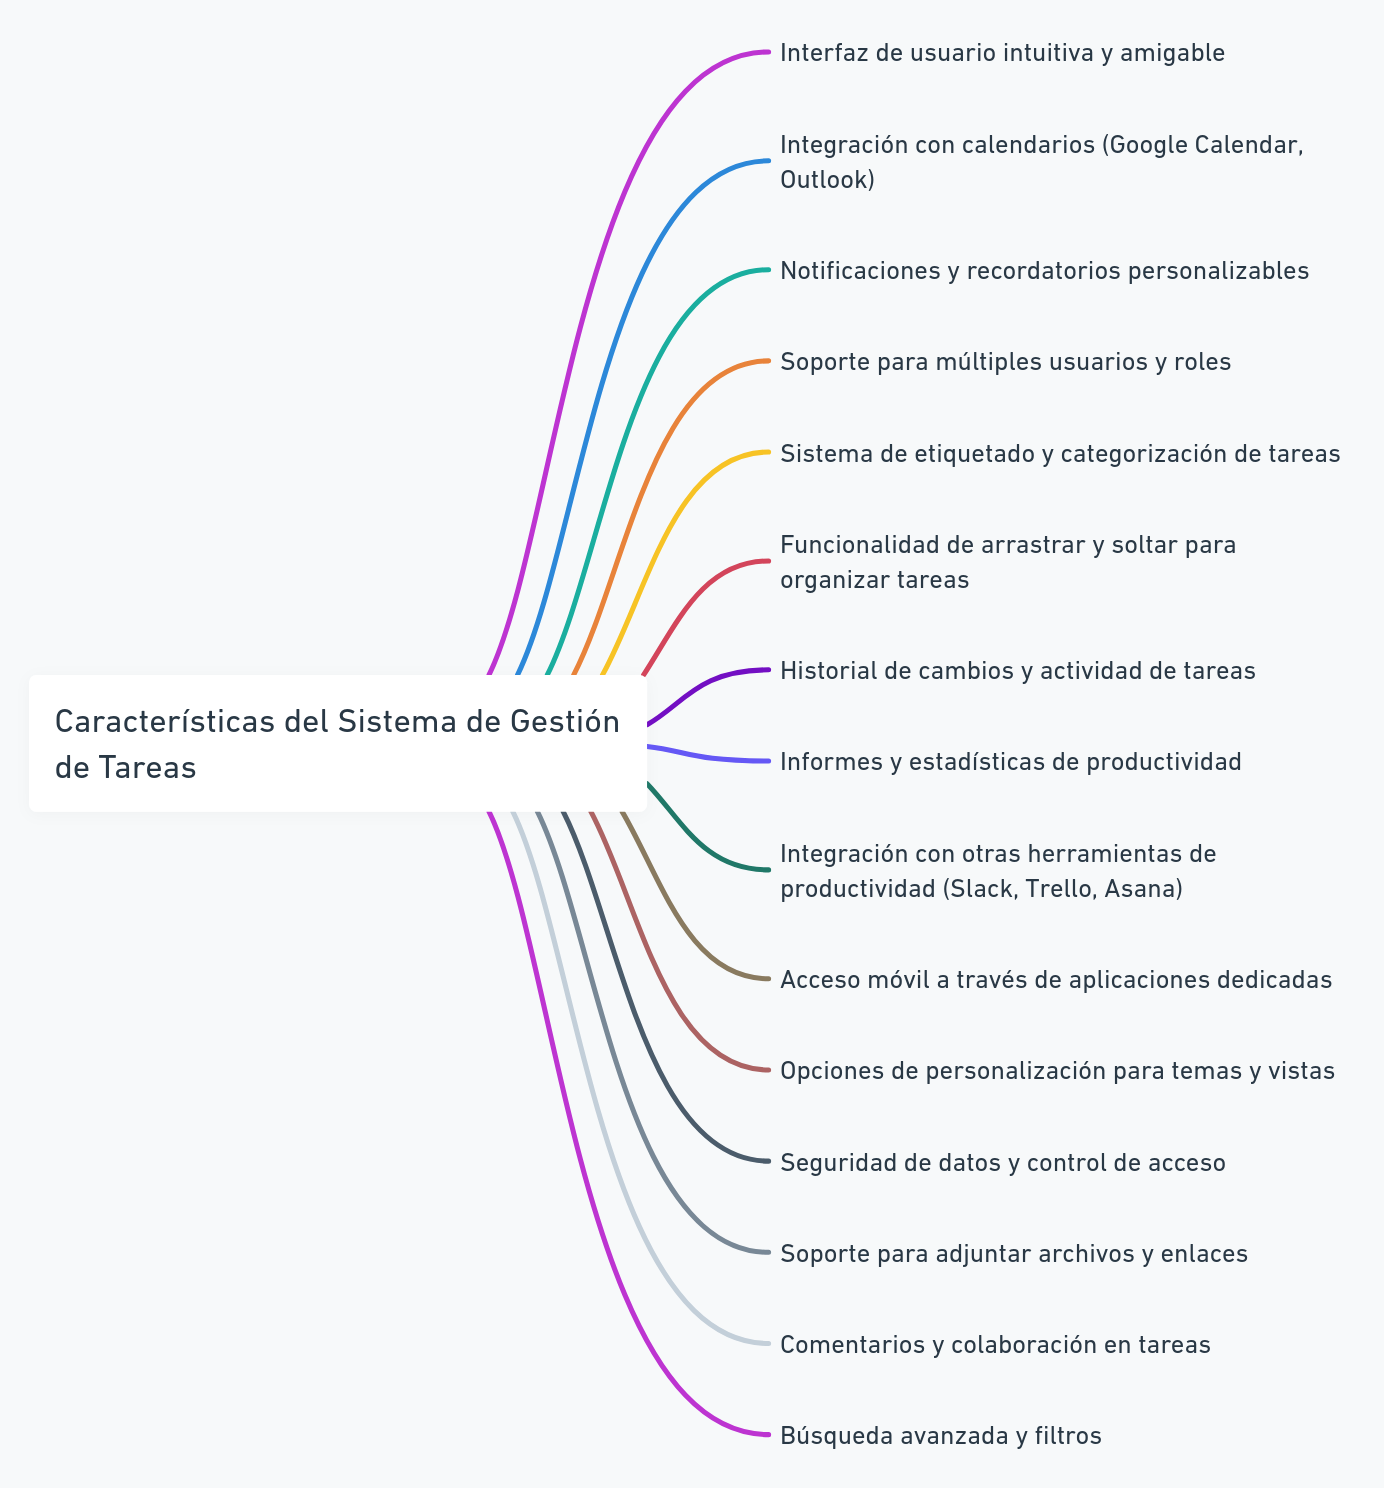 Interfaz de usuario intuitiva y amigable
Integración con calendarios (Google Calendar,
Outlook)
Notificaciones y recordatorios personalizables
Soporte para múltiples usuarios y roles
Sistema de etiquetado y categorización de tareas
Funcionalidad de arrastrar y soltar para
organizar tareas
Historial de cambios y actividad de tareas
Características del Sistema de Gestión
de Tareas
Informes y estadísticas de productividad
Integración con otras herramientas de
productividad (Slack, Trello, Asana)
Acceso móvil a través de aplicaciones dedicadas
Opciones de personalización para temas y vistas
Seguridad de datos y control de acceso
Soporte para adjuntar archivos y enlaces
Comentarios y colaboración en tareas
Búsqueda avanzada y filtros